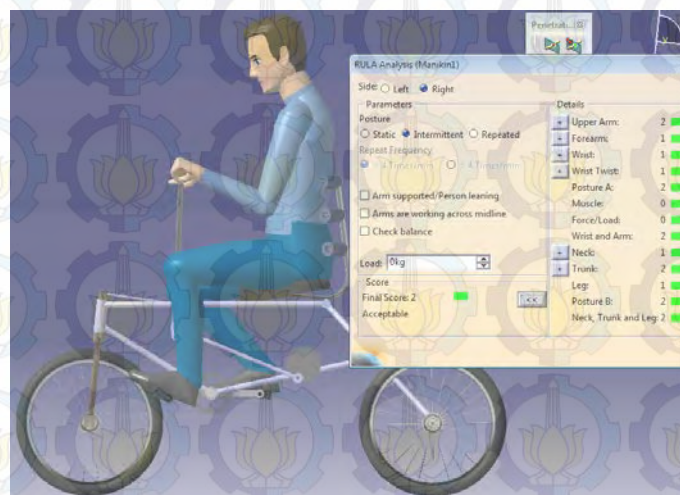 Penetrati...
RULA Analysis (Manikin1)
Side: Left Right
Parameters
Posture
Static Intermittent Repeated
Repeat Frequency
Arm supported/Person leaning
Arms are working across midline
Check balance
Load: 0kg
Score
Final Score: 2
Acceptable
<<
Details
+ Upper Arm: 2
+ Forearm: 1
+ Wrist: 1
+ Wrist Twist: 1
Posture A: 2
Muscle: 0
Force/Load: 0
Wrist and Arm: 2
+ Neck: 1
+ Trunk: 2
Leg: 1
Posture B: 2
Neck, Trunk and Leg: 2